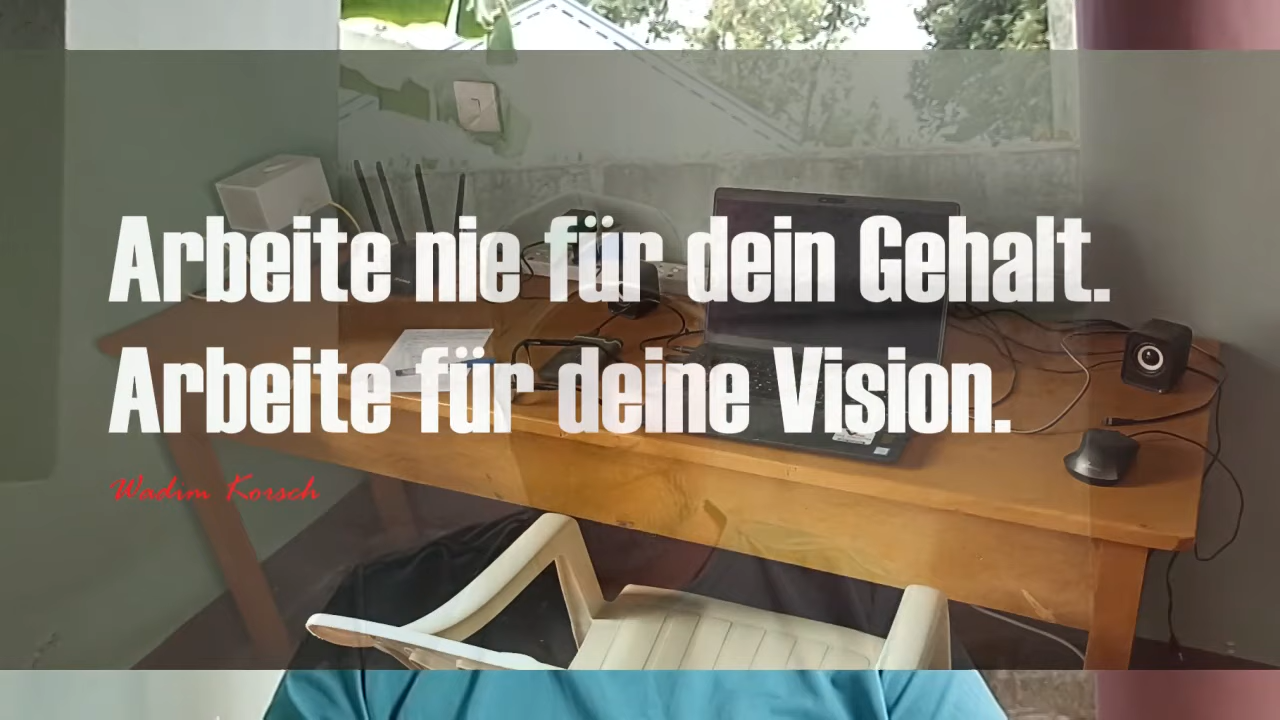 Arbeite nie für dein Gehalt.
Arbeite für deine Vision.
Wadim Korsch